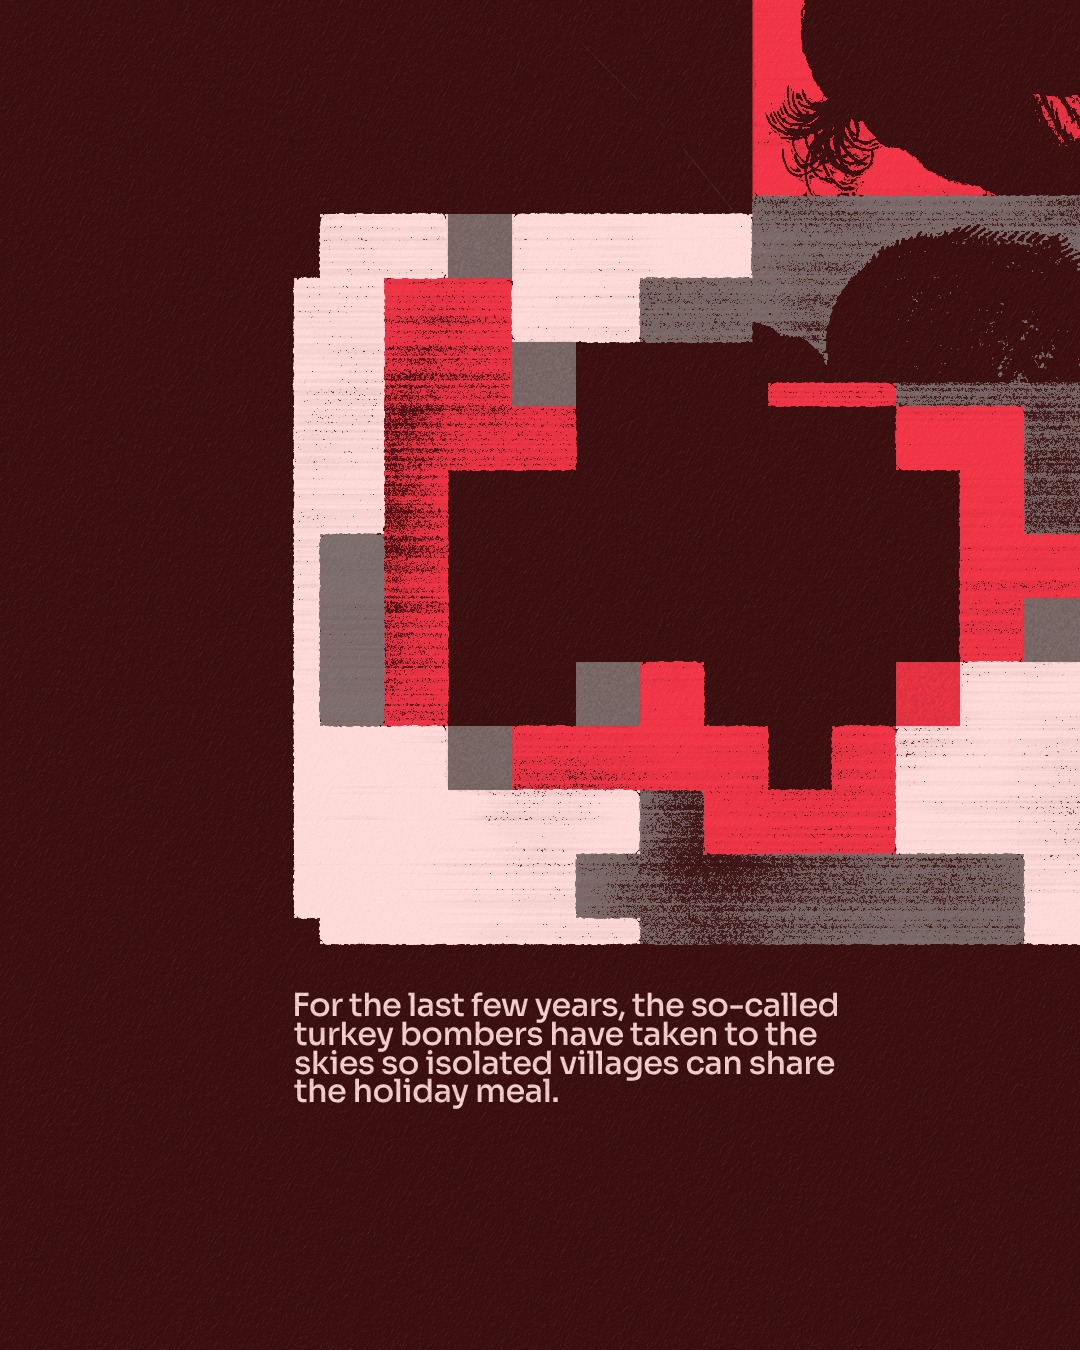 For the last few years, the so-called
turkey bombers have taken to the
skies so isolated villages can share
the holiday meal.